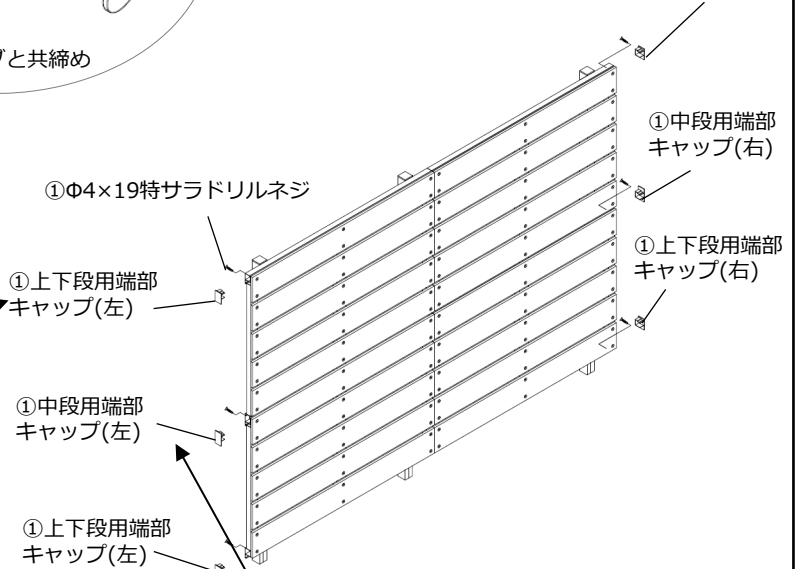 ブと共締め
①中段用端部
キャップ(右)
①Φ4×19特サラドリルネジ
①上下段用端部
キャップ(右)
①上下段用端部
キャップ(左)
①中段用端部
キャップ(左)
①上下段用端部
キャップ(左)